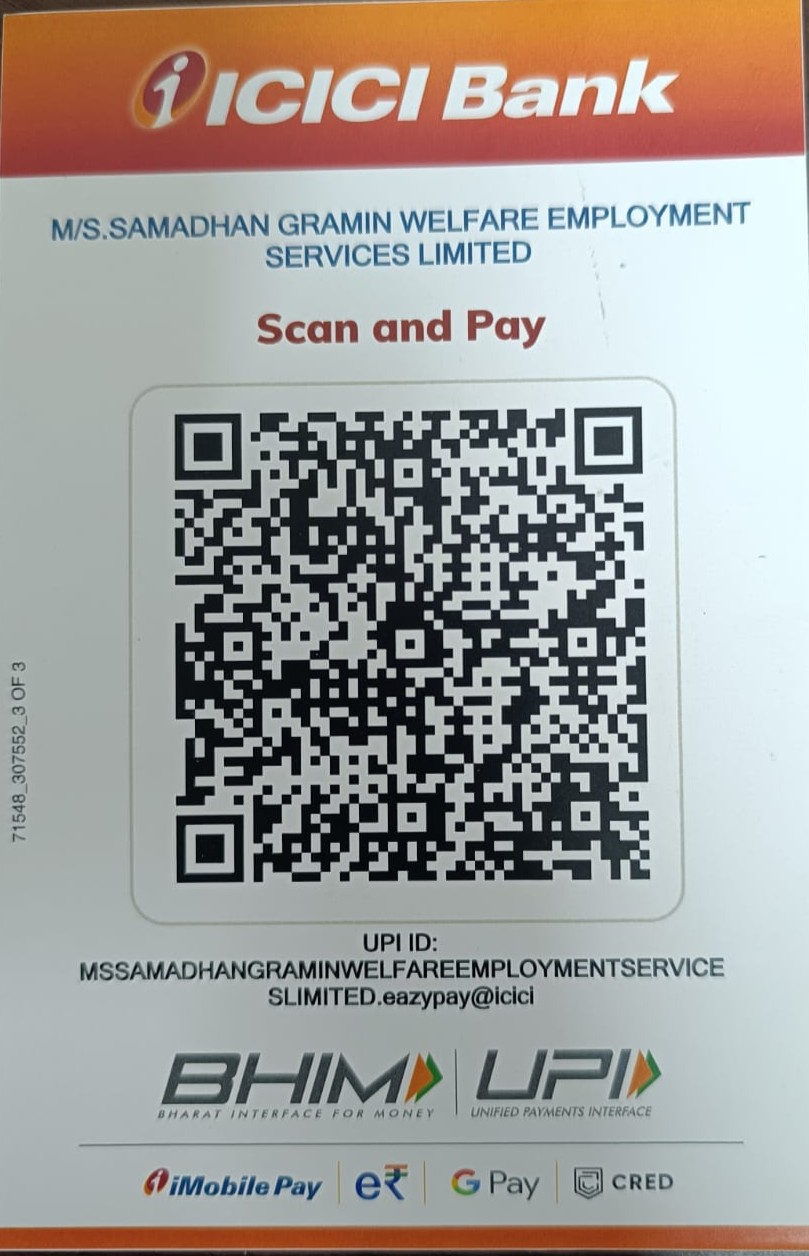 ICICI Bank
M/S.SAMADHAN GRAMIN WELFARE EMPLOYMENT
SERVICES LIMITED
Scan and Pay
71548_307552_3 OF 3
UPI ID:
MSSAMADHANGRAMINWELFAREEMPLOYMENTSERVICE
SLIMITED.eazypay@icici
BHIM UPI
BHARAT INTERFACE FOR MONEY UNIFIED PAYMENTS INTERFACE
iMobile Pay e₹ G Pay CRED